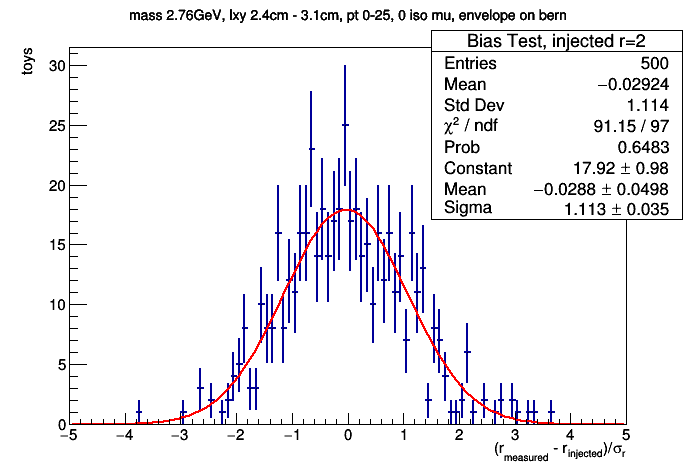 mass 2.76GeV, lxy 2.4cm - 3.1cm, pt 0-25, 0 iso mu, envelope on bern
toys
Bias Test, injected r=2
Entries 500
Mean −0.02924
Std Dev 1.114
χ² / ndf 91.15 / 97
Prob 0.6483
Constant 17.92 ± 0.98
Mean −0.0288 ± 0.0498
Sigma 1.113 ± 0.035
30
25
20
15
10
5
0
−5 −4 −3 −2 −1 0 1 2 3 4 5
(r_measured - r_injected)/σ_r